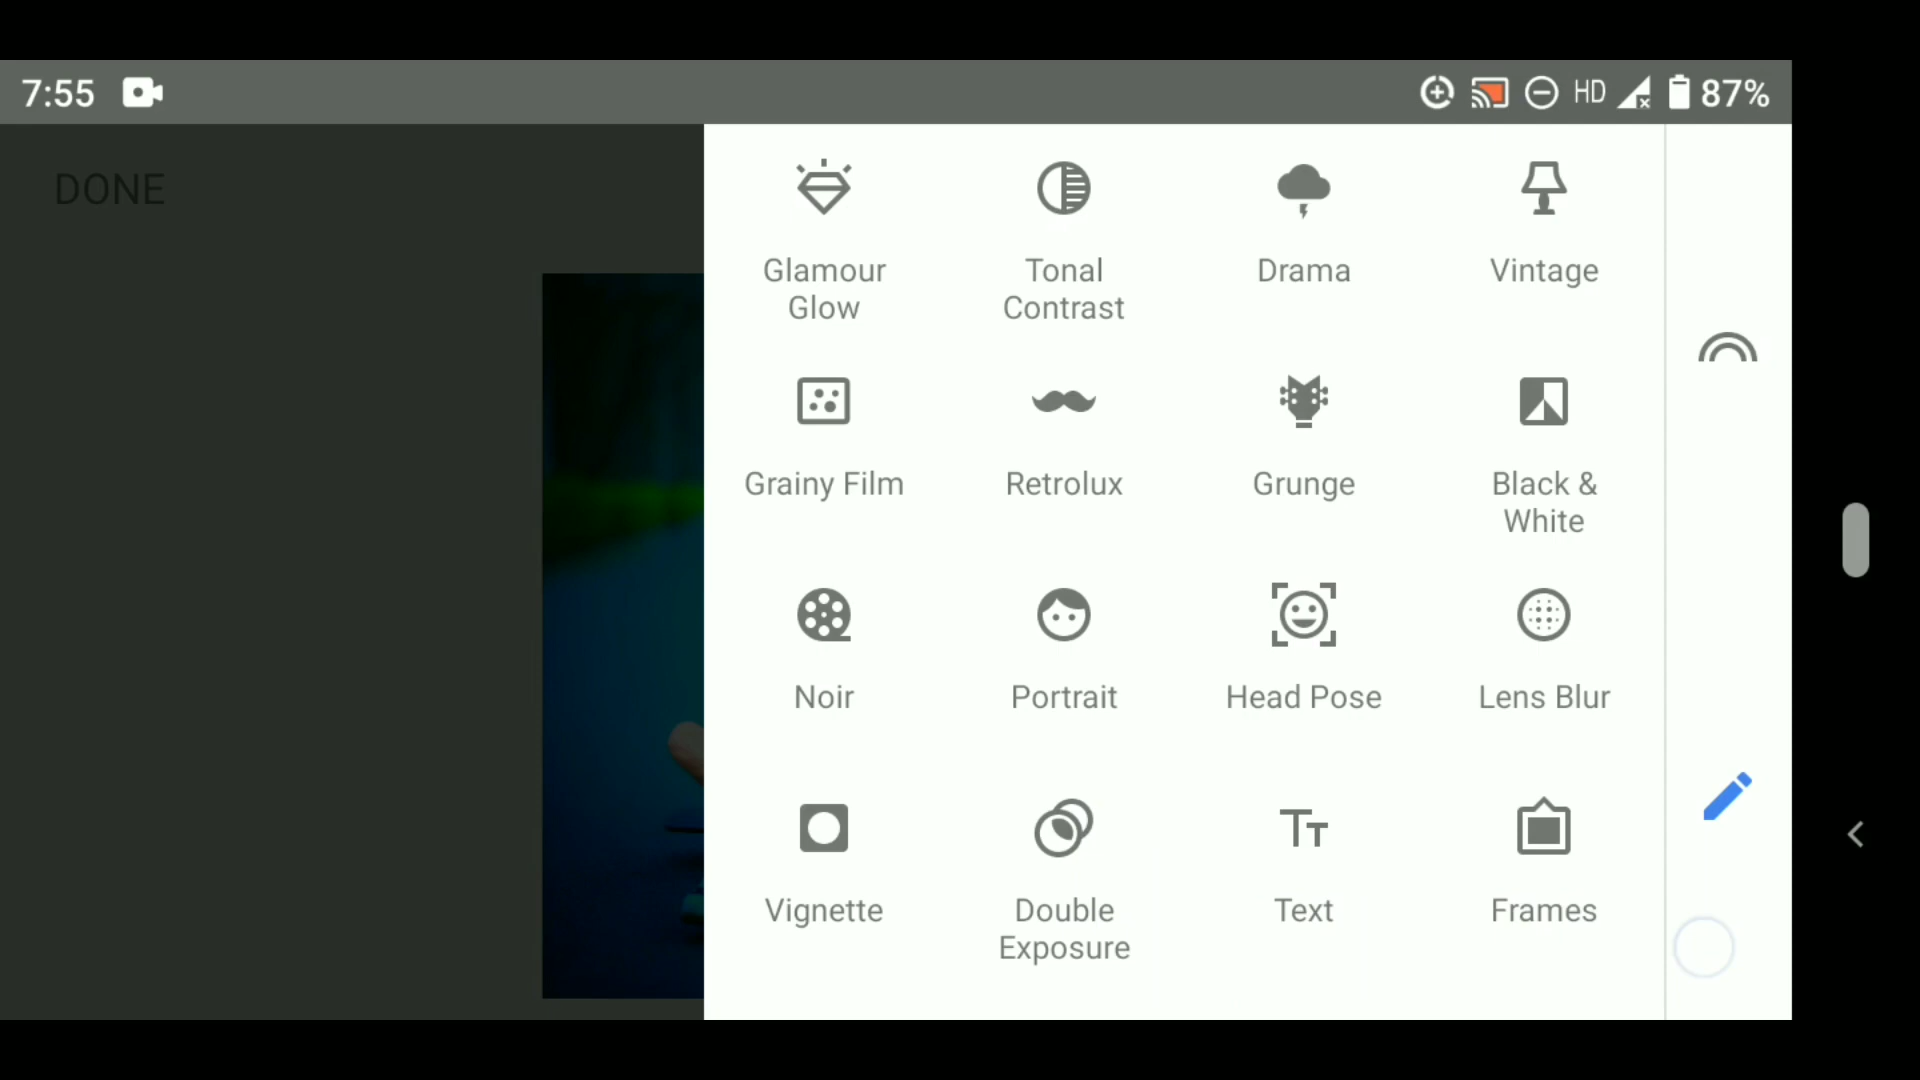 7:55
HD
87%
DONE
Glamour
Glow
Tonal
Contrast
Drama
Vintage
Grainy Film
Retrolux
Grunge
Black &
White
Noir
Portrait
Head Pose
Lens Blur
Vignette
Double
Exposure
Text
Frames